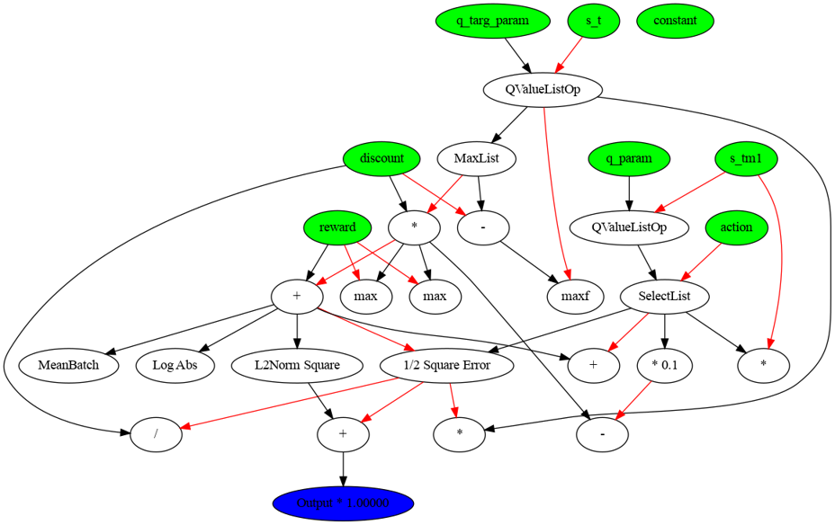 q_targ_param
s_t
constant
QValueListOp
discount
MaxList
q_param
s_tm1
reward
*
-
QValueListOp
action
+
max
max
maxf
SelectList
MeanBatch
Log Abs
L2Norm Square
1/2 Square Error
+
* 0.1
*
/
+
*
-
Output * 1.00000